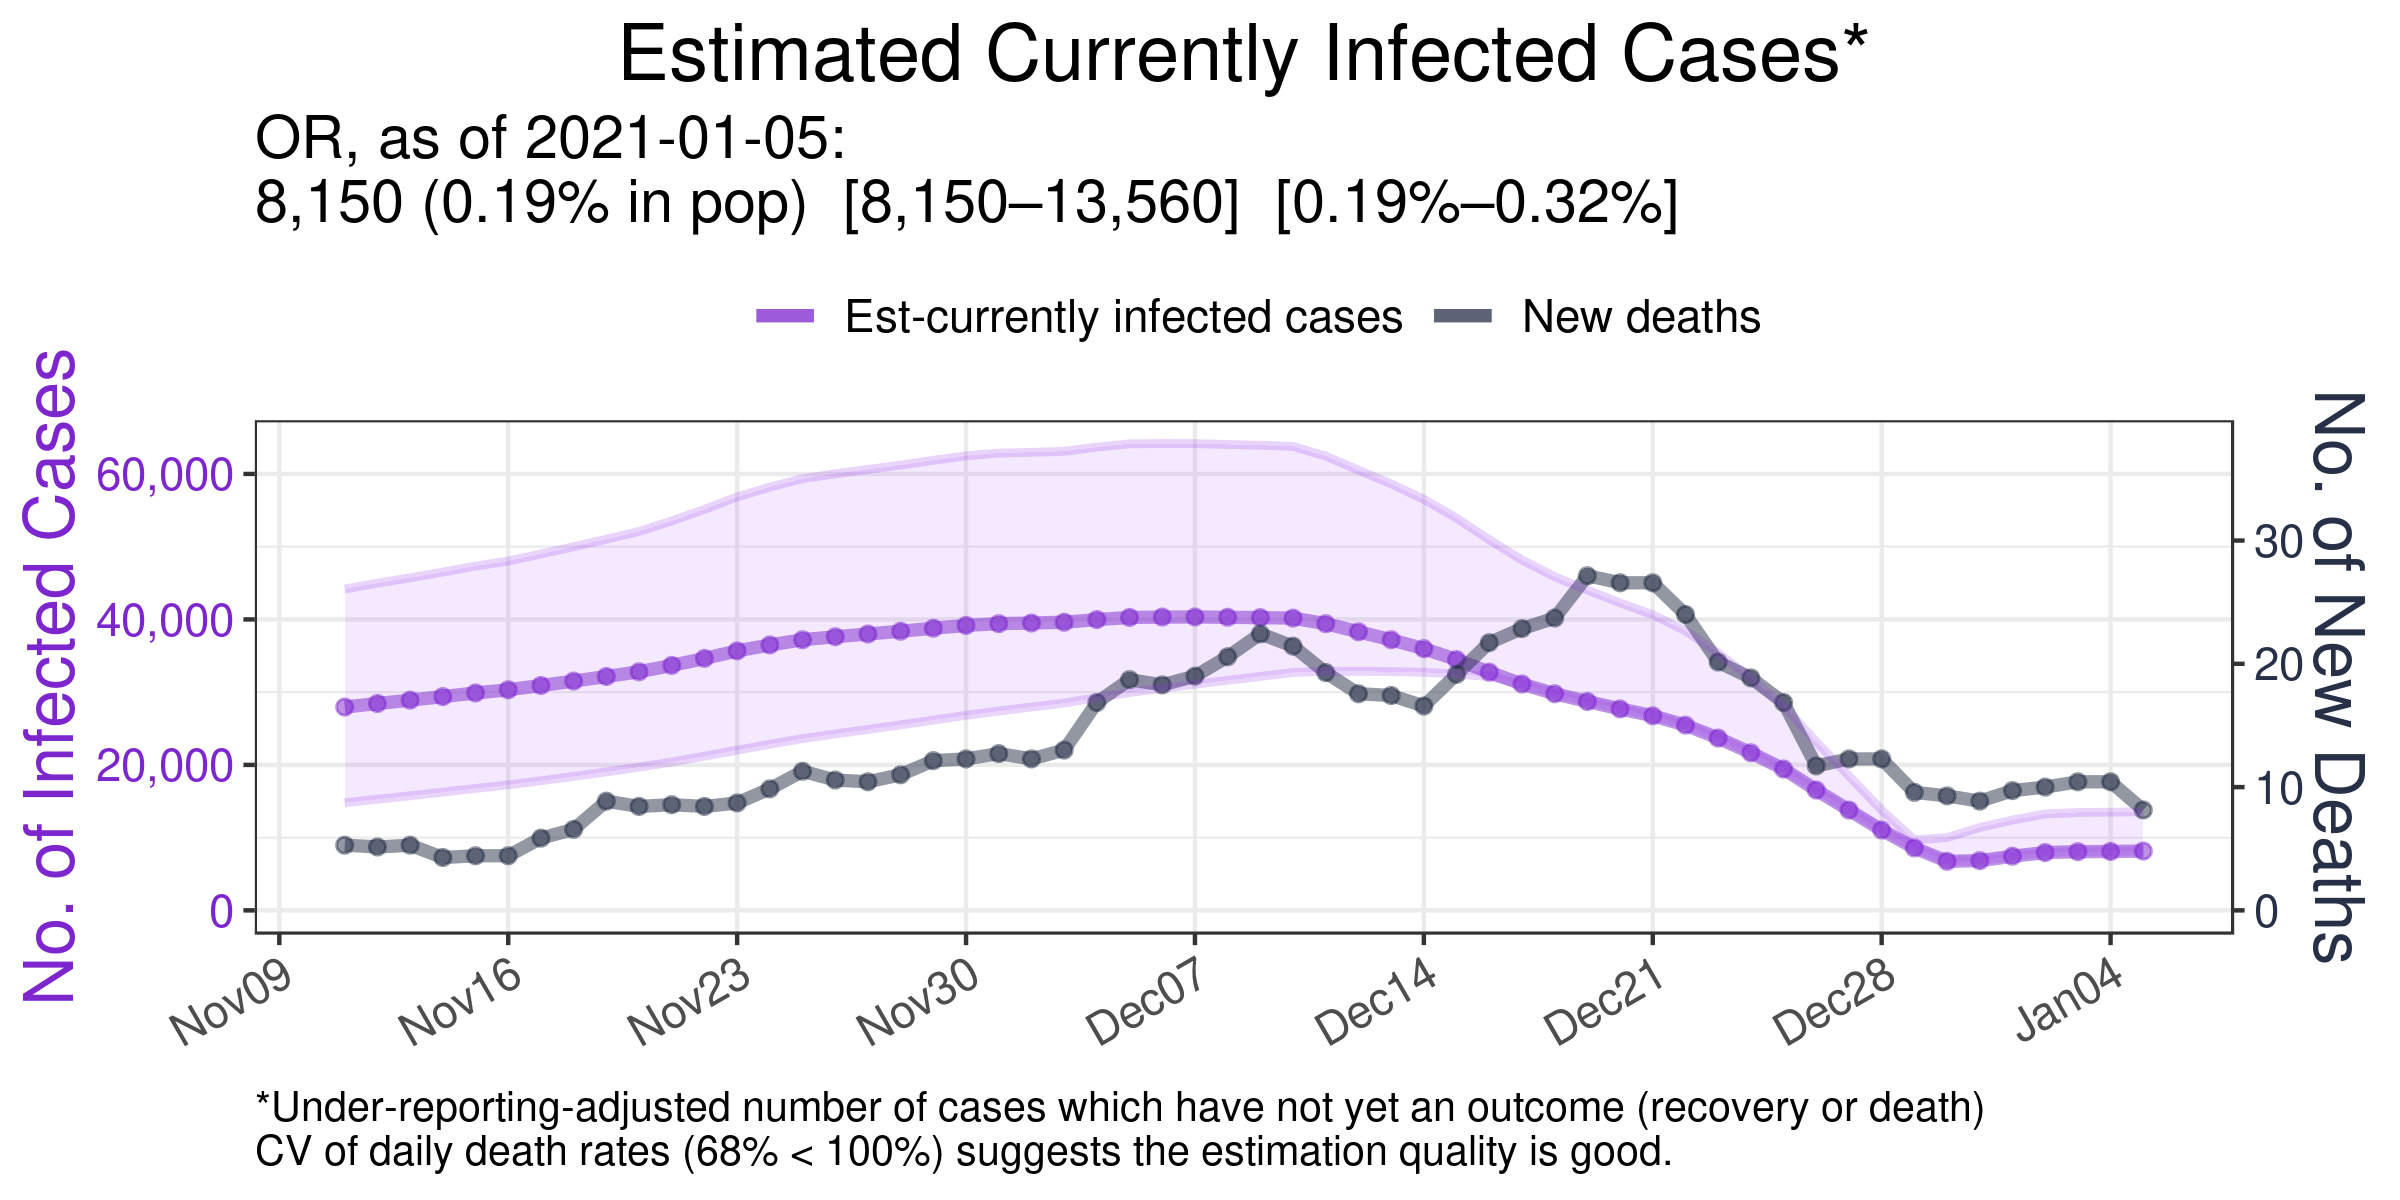 Estimated Currently Infected Cases*
OR, as of 2021-01-05:
8,150 (0.19% in pop)  [8,150–13,560]  [0.19%–0.32%]
Est-currently infected cases
New deaths
No. of Infected Cases
60,000
40,000
20,000
0
30
20
10
0
No. of New Deaths
Nov09
Nov16
Nov23
Nov30
Dec07
Dec14
Dec21
Dec28
Jan04
*Under-reporting-adjusted number of cases which have not yet an outcome (recovery or death)
CV of daily death rates (68% < 100%) suggests the estimation quality is good.